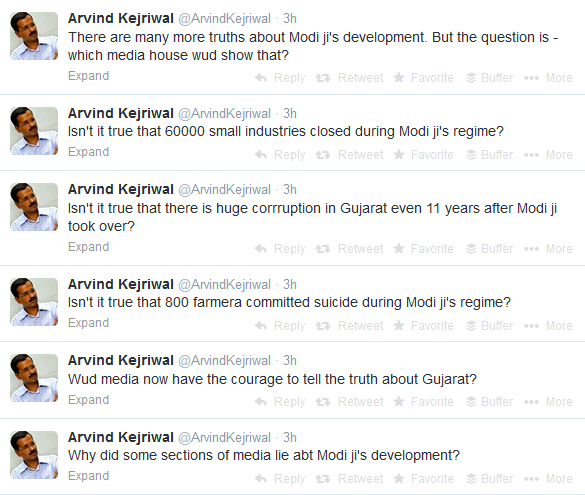 Arvind Kejriwal @ArvindKejriwal · 3h
There are many more truths about Modi ji's development. But the question is -
which media house wud show that?
Expand Reply Retweet Favorite Buffer More
Arvind Kejriwal @ArvindKejriwal · 3h
Isn't it true that 60000 small industries closed during Modi ji's regime?
Expand Reply Retweet Favorite Buffer More
Arvind Kejriwal @ArvindKejriwal · 3h
Isn't it true that there is huge corrruption in Gujarat even 11 years after Modi ji
took over?
Expand Reply Retweet Favorite Buffer More
Arvind Kejriwal @ArvindKejriwal · 3h
Isn't it true that 800 farmera committed suicide during Modi ji's regime?
Expand Reply Retweet Favorite Buffer More
Arvind Kejriwal @ArvindKejriwal · 3h
Wud media now have the courage to tell the truth about Gujarat?
Expand Reply Retweet Favorite Buffer More
Arvind Kejriwal @ArvindKejriwal · 3h
Why did some sections of media lie abt Modi ji's development?
Expand Reply Retweet Favorite Buffer More